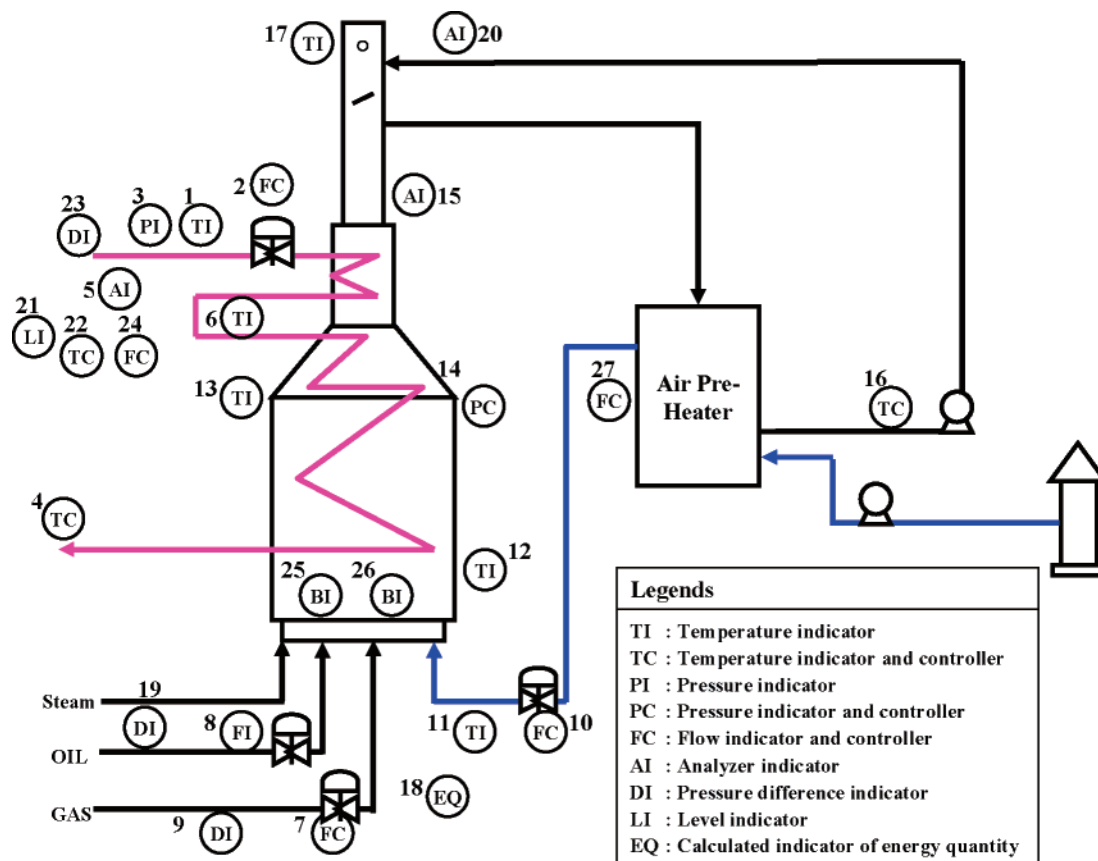 17 TI
AI 20
2 FC
AI 15
23 DI
3 PI
1 TI
5 AI
21 LI
22 TC
24 FC
6 TI
13 TI
14 PC
27 FC
Air Pre-
Heater
16 TC
4 TC
12 TI
25 BI
26 BI
Steam
19 DI
OIL
8 FI
GAS
9 DI
7 FC
18 EQ
11 TI
FC 10
Legends
TI : Temperature indicator
TC : Temperature indicator and controller
PI : Pressure indicator
PC : Pressure indicator and controller
FC : Flow indicator and controller
AI : Analyzer indicator
DI : Pressure difference indicator
LI : Level indicator
EQ : Calculated indicator of energy quantity